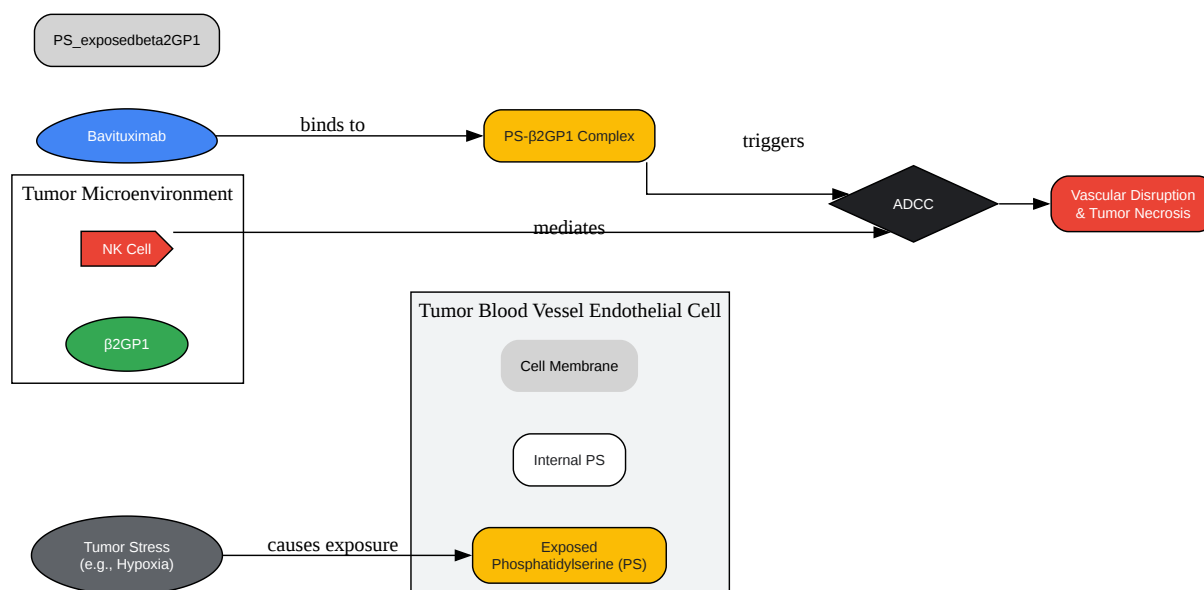 PS_exposedbeta2GP1
Bavituximab
binds to
PS-β2GP1 Complex
triggers
ADCC
Vascular Disruption
& Tumor Necrosis
Tumor Microenvironment
NK Cell
mediates
β2GP1
Tumor Blood Vessel Endothelial Cell
Cell Membrane
Internal PS
Tumor Stress
(e.g., Hypoxia)
causes exposure
Exposed
Phosphatidylserine (PS)